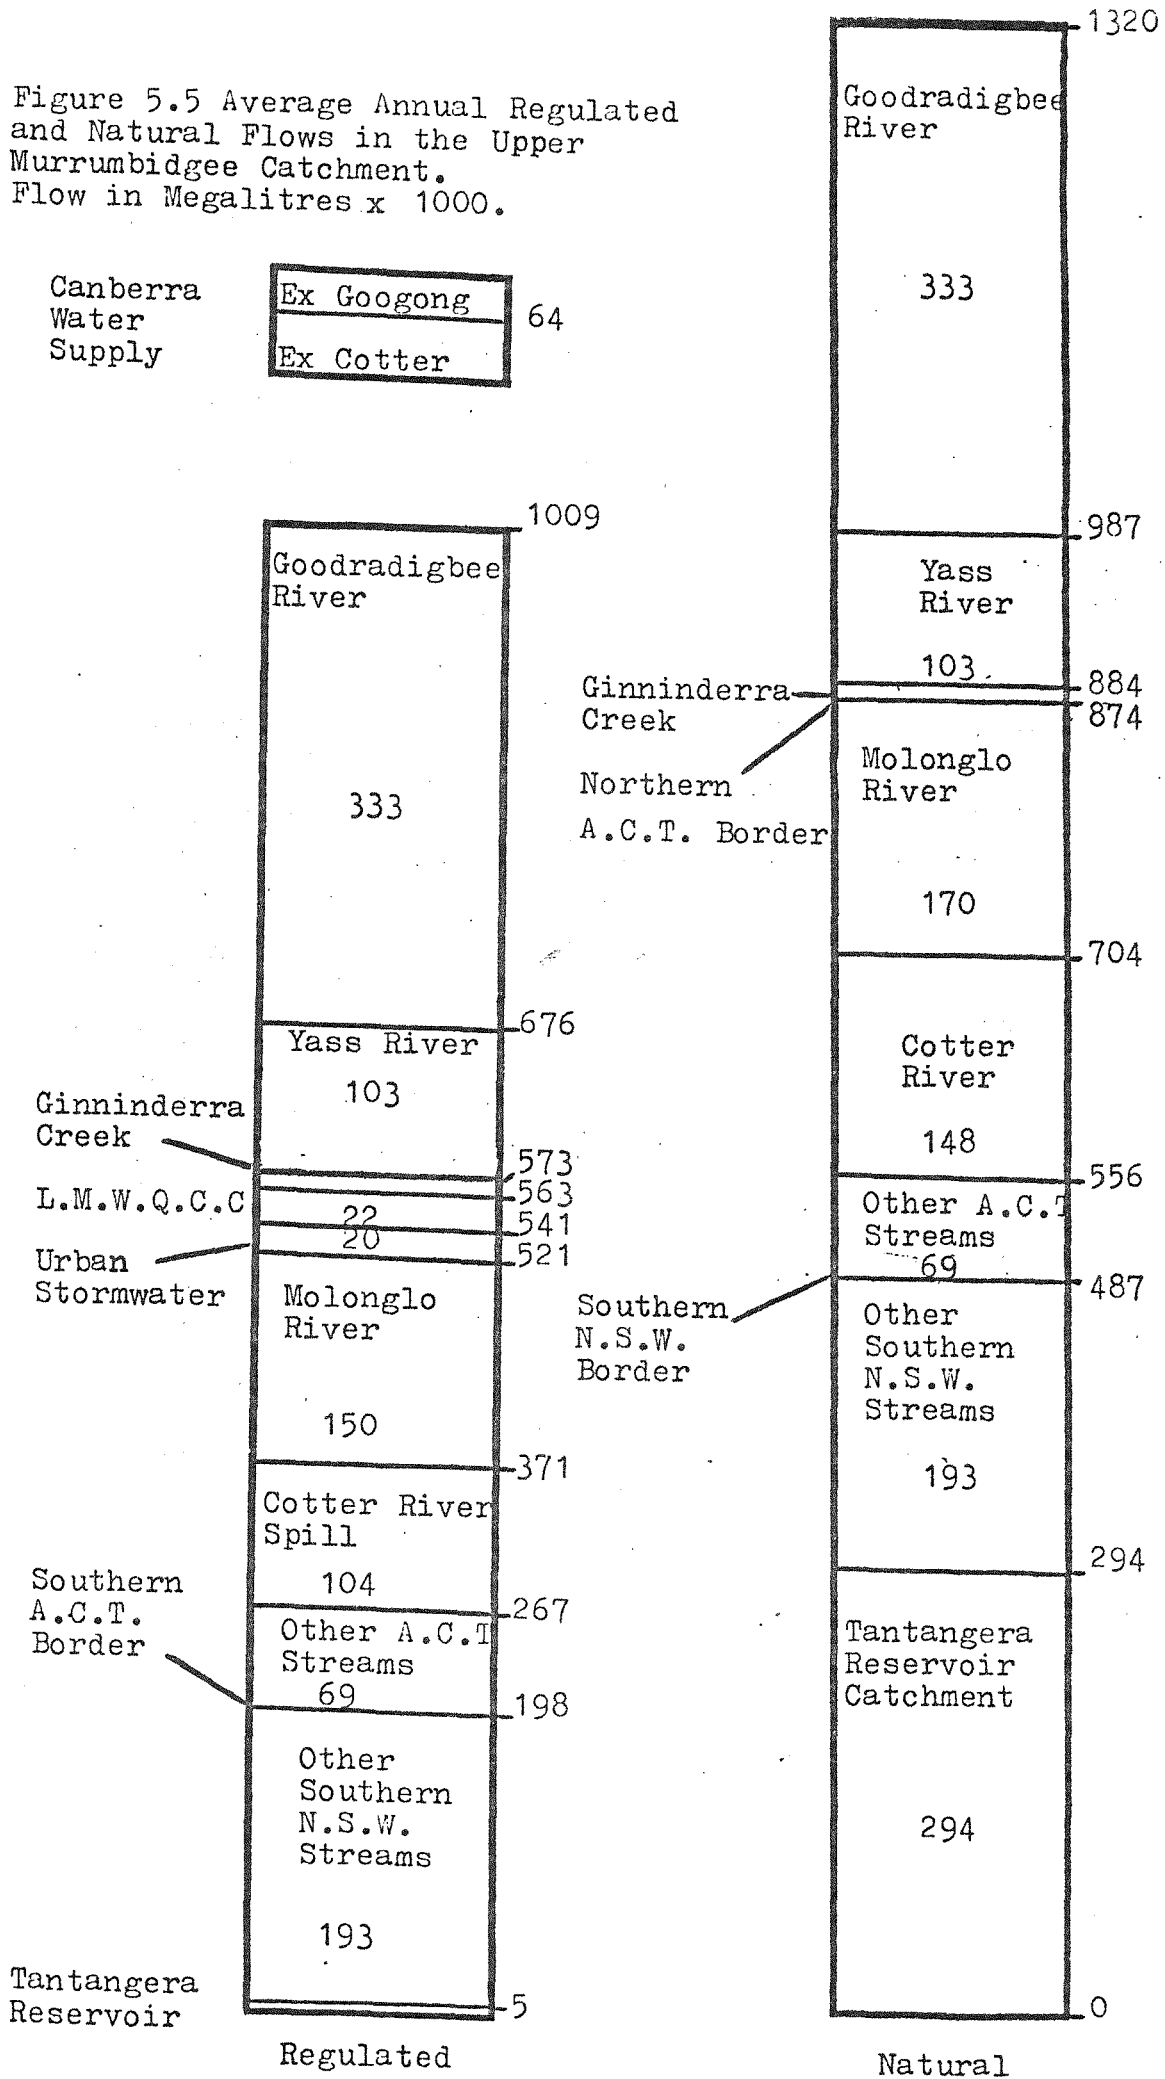 Figure 5.5 Average Annual Regulated
and Natural Flows in the Upper
Murrumbidgee Catchment.
Flow in Megalitres x 1000.
Canberra
Water
Supply
Ex Googong
Ex Cotter
64
1009
Goodradigbee
River
333
676
Yass River
103
Ginninderra
Creek
573
563
L.M.W.Q.C.C
22
541
20
521
Urban
Stormwater
Molonglo
River
150
371
Cotter River
Spill
104
267
Southern
A.C.T.
Border
Other A.C.T
Streams
69
198
Other
Southern
N.S.W.
Streams
193
Tantangera
Reservoir
5
Regulated
1320
Goodradigbee
River
333
987
Yass
River
103
884
874
Ginninderra
Creek
Northern
A.C.T. Border
Molonglo
River
170
704
Cotter
River
148
556
Other A.C.T
Streams
69
487
Southern
N.S.W.
Border
Other
Southern
N.S.W.
Streams
193
294
Tantangera
Reservoir
Catchment
294
0
Natural